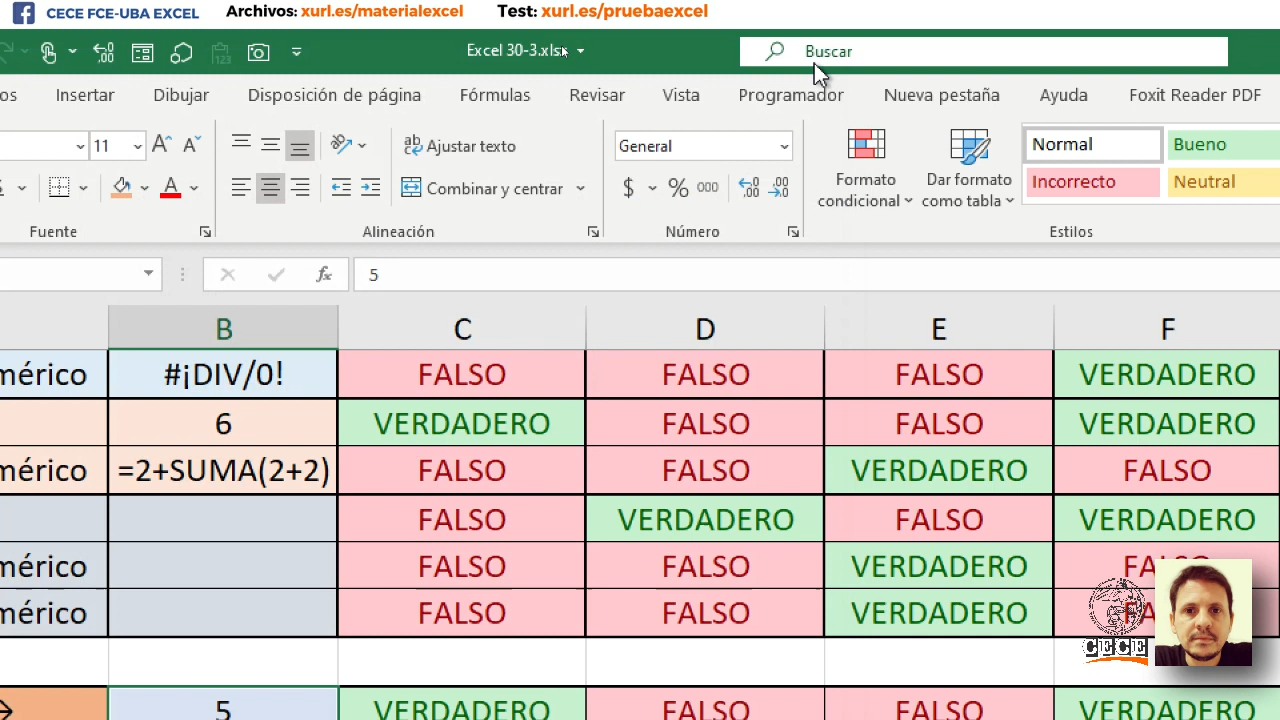 CECE FCE-UBA EXCEL Archivos: xurl.es/materialexcel Test: xurl.es/pruebaexcel
Excel 30-3.xlsx Buscar
os Insertar Dibujar Disposición de página Fórmulas Revisar Vista Programador Nueva pestaña Ayuda Foxit Reader PDF
11 Ajustar texto General Normal Bueno
Combinar y centrar $ % 000 Formato condicional Dar formato como tabla Incorrecto Neutral
Fuente Alineación Número Estilos
fx 5
B C D E F
mérico #¡DIV/0! FALSO FALSO FALSO VERDADERO
6 VERDADERO FALSO FALSO VERDADERO
mérico =2+SUMA(2+2) FALSO FALSO VERDADERO FALSO
FALSO VERDADERO FALSO VERDADERO
mérico FALSO FALSO VERDADERO
mérico FALSO FALSO VERDADERO
CECE
5 VERDADERO FALSO FALSO VERDADERO